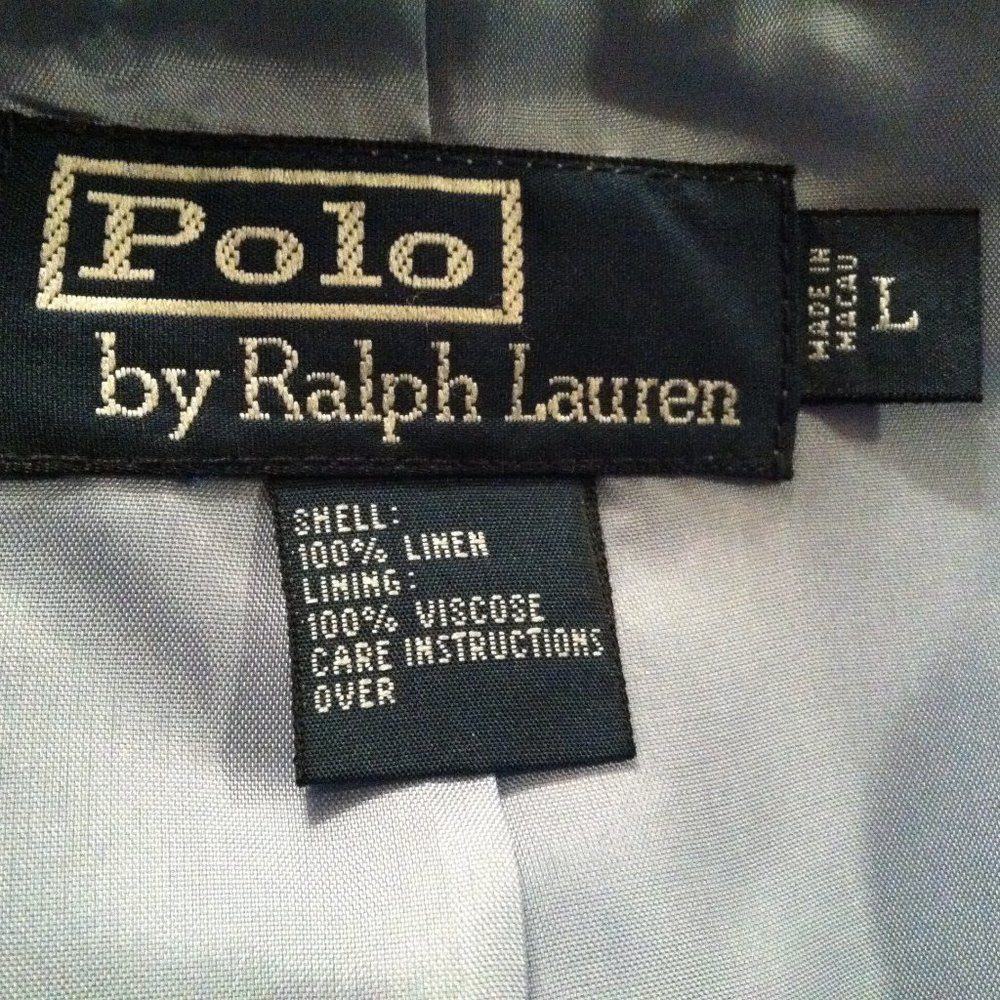 Polo
by Ralph Lauren
MADE IN
MACAU
L
SHELL:
100% LINEN
LINING:
100% VISCOSE
CARE INSTRUCTIONS
OVER